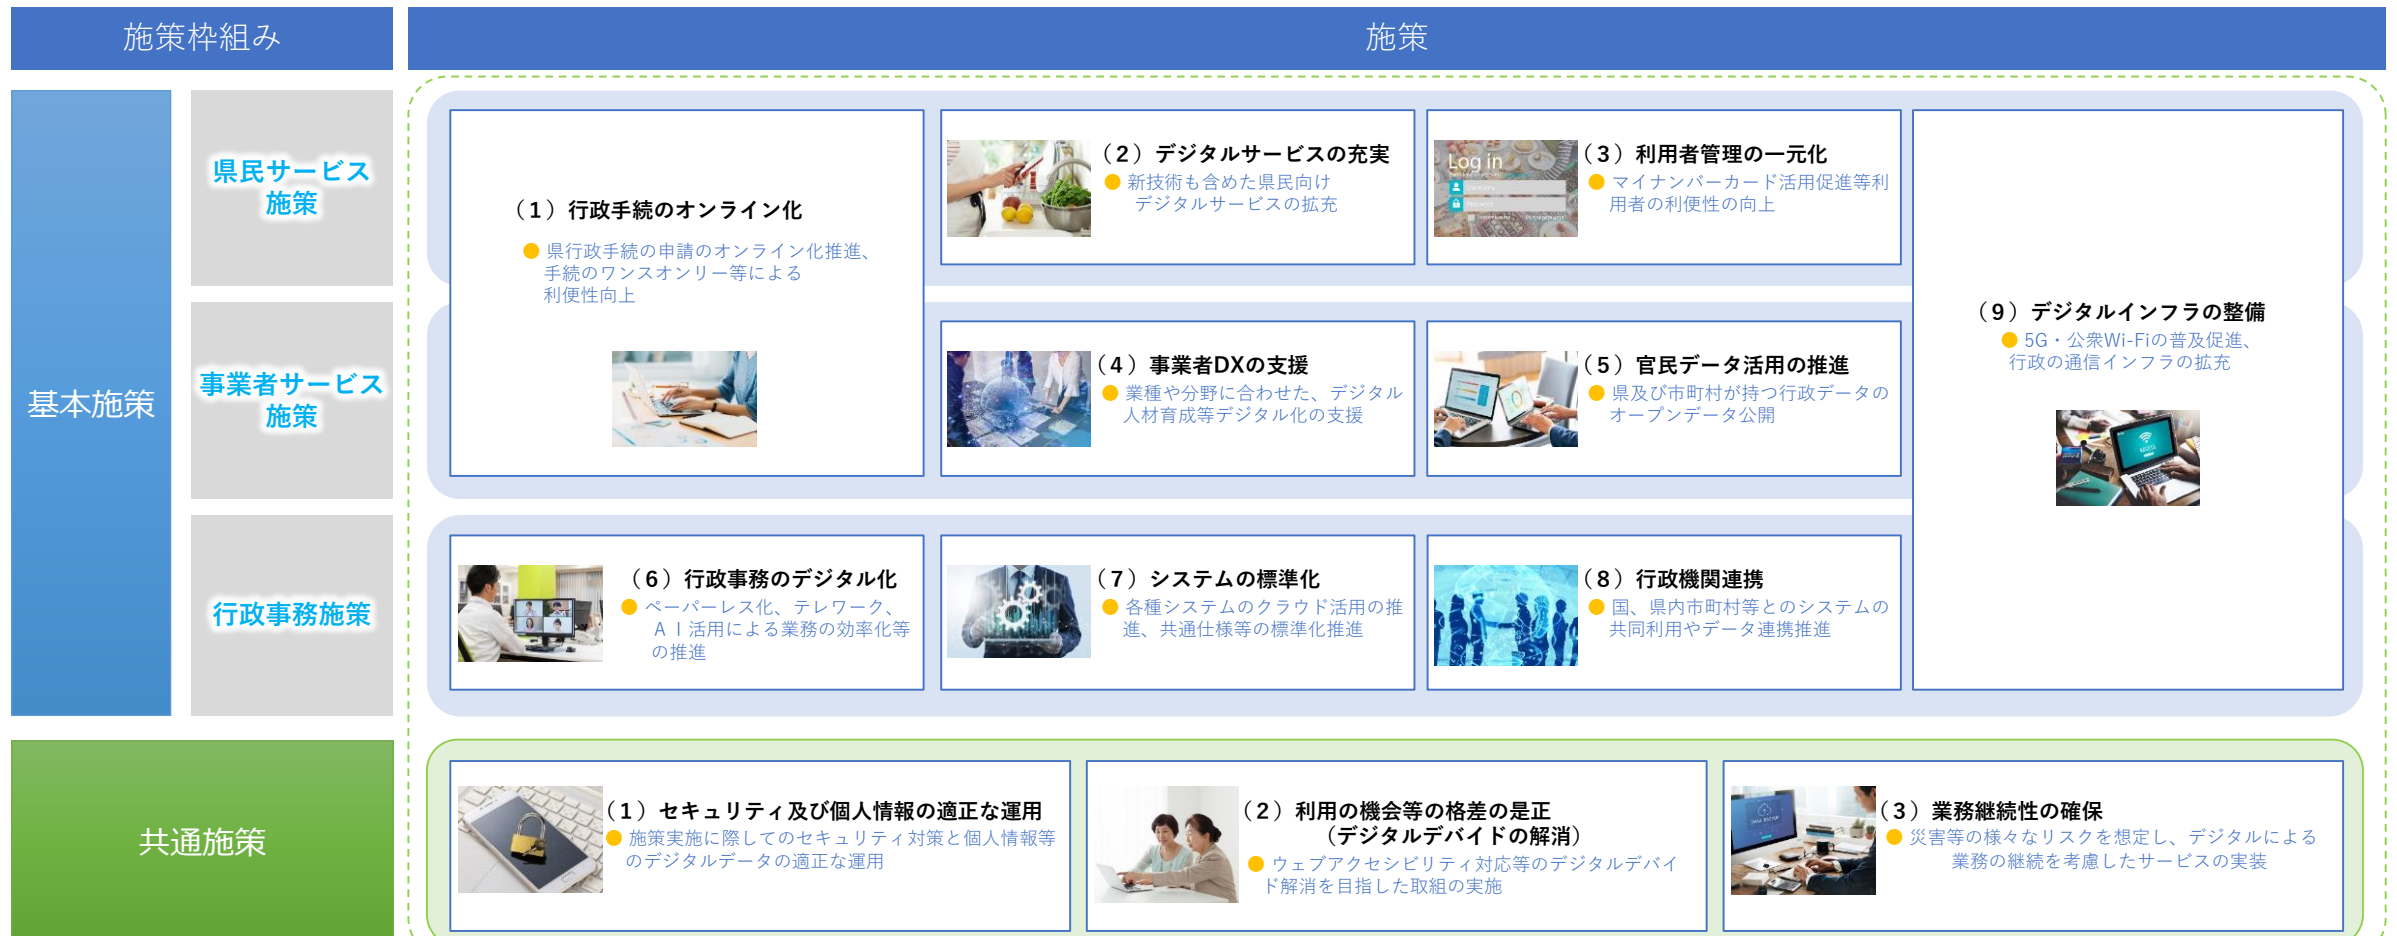 施策枠組み
施策
基本施策
県民サービス
施策
事業者サービス
施策
行政事務施策
共通施策
（１）行政手続のオンライン化
県行政手続の申請のオンライン化推進、
手続のワンスオンリー等による
利便性向上
（２）デジタルサービスの充実
新技術も含めた県民向け
デジタルサービスの拡充
Log in
（３）利用者管理の一元化
マイナンバーカード活用促進等利
用者の利便性の向上
（４）事業者DXの支援
業種や分野に合わせた、デジタル
人材育成等デジタル化の支援
（５）官民データ活用の推進
県及び市町村が持つ行政データの
オープンデータ公開
（６）行政事務のデジタル化
ペーパーレス化、テレワーク、
ＡＩ活用による業務の効率化等
の推進
（７）システムの標準化
各種システムのクラウド活用の推
進、共通仕様等の標準化推進
（８）行政機関連携
国、県内市町村等とのシステムの
共同利用やデータ連携推進
（９）デジタルインフラの整備
5G・公衆Wi-Fiの普及促進、
行政の通信インフラの拡充
（１）セキュリティ及び個人情報の適正な運用
施策実施に際してのセキュリティ対策と個人情報等
のデジタルデータの適正な運用
（２）利用の機会等の格差の是正
（デジタルデバイドの解消）
ウェブアクセシビリティ対応等のデジタルデバイ
ド解消を目指した取組の実施
（３）業務継続性の確保
災害等の様々なリスクを想定し、デジタルによる
業務の継続を考慮したサービスの実装